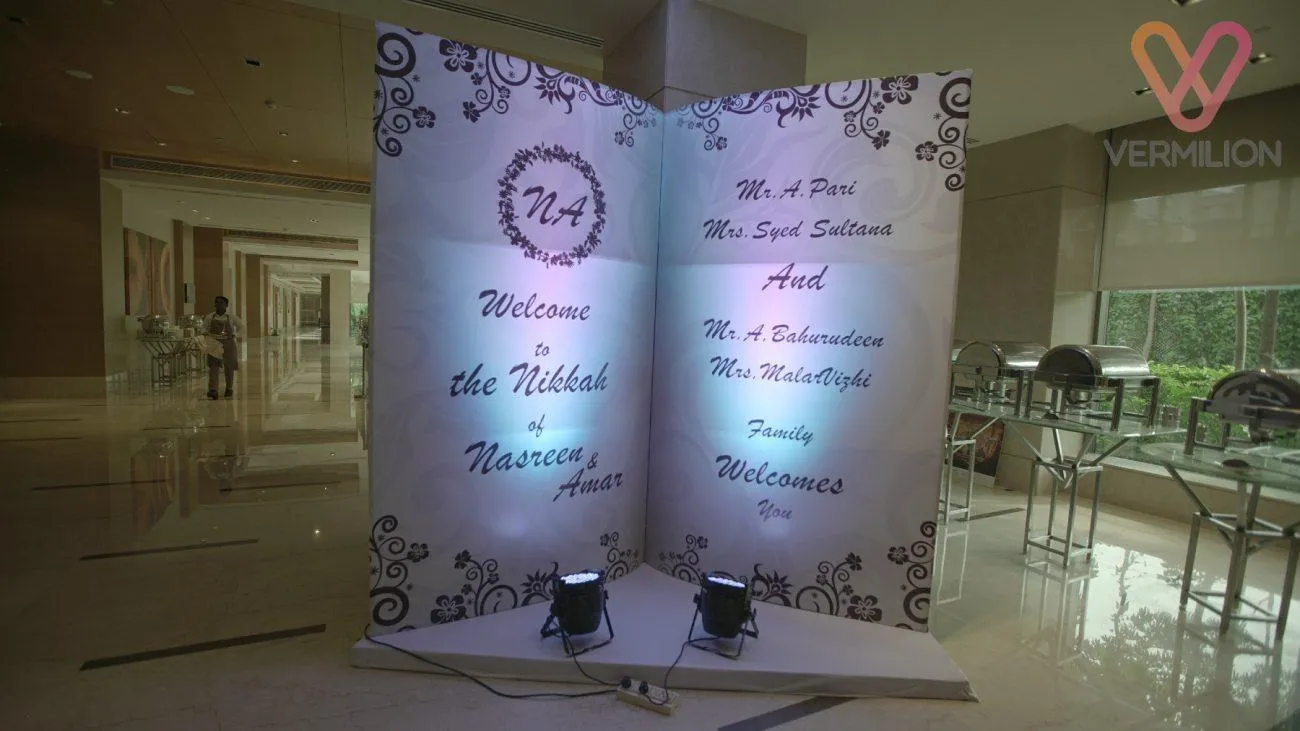 NA
Welcome
to
the Nikkah
of
Nasreen &
Amar
Mr. A. Pari
Mrs. Syed Sultana
And
Mr. A. Bahurudeen
Mrs. MalarVizhi
Family
Welcomes
You
VERMILION